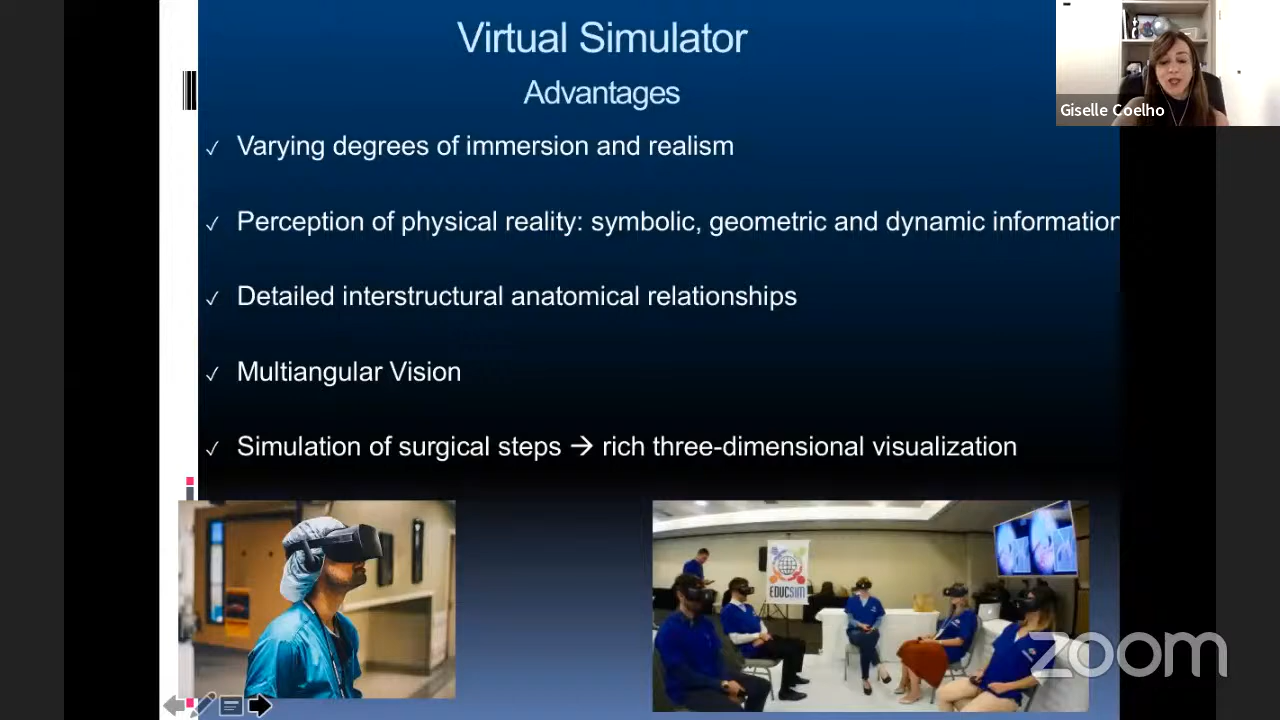 Virtual Simulator
Advantages
Giselle Coelho
✓ Varying degrees of immersion and realism
✓ Perception of physical reality: symbolic, geometric and dynamic information
✓ Detailed interstructural anatomical relationships
✓ Multiangular Vision
✓ Simulation of surgical steps → rich three-dimensional visualization
EDUCSIM
zoom